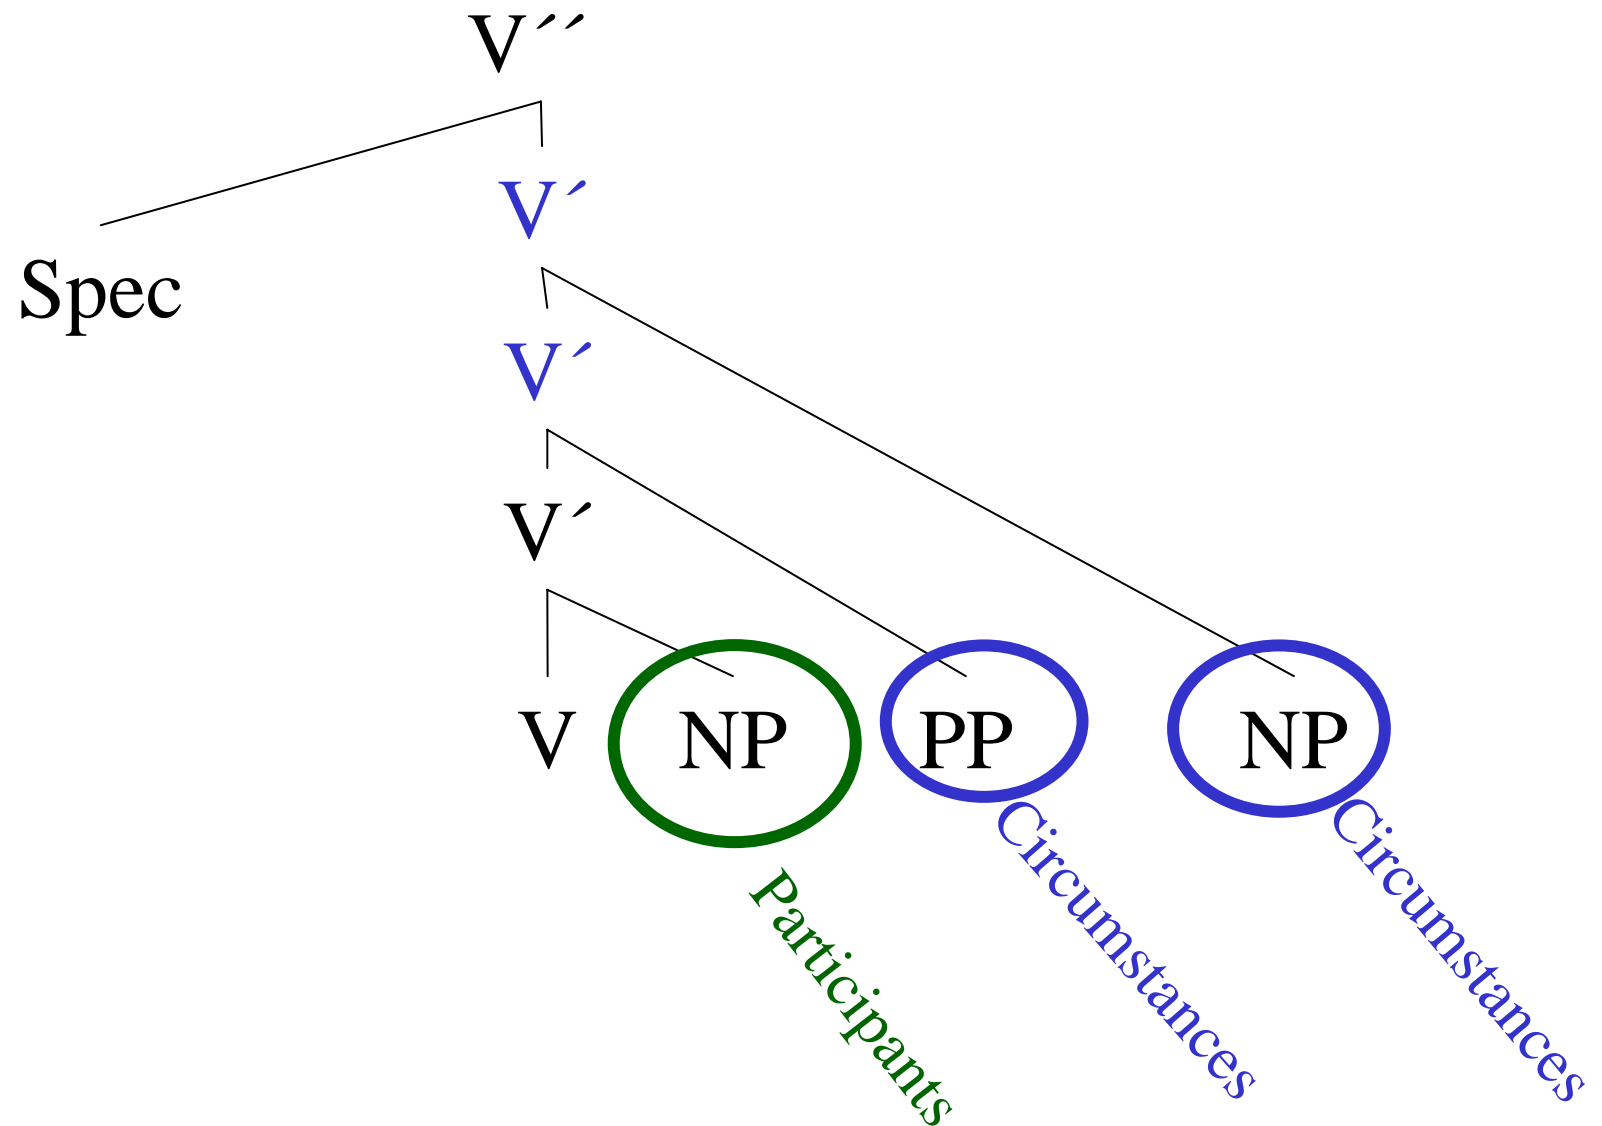 V´´
V´
Spec
V´
V´
V NP PP NP
Participants
Circumstances
Circumstances